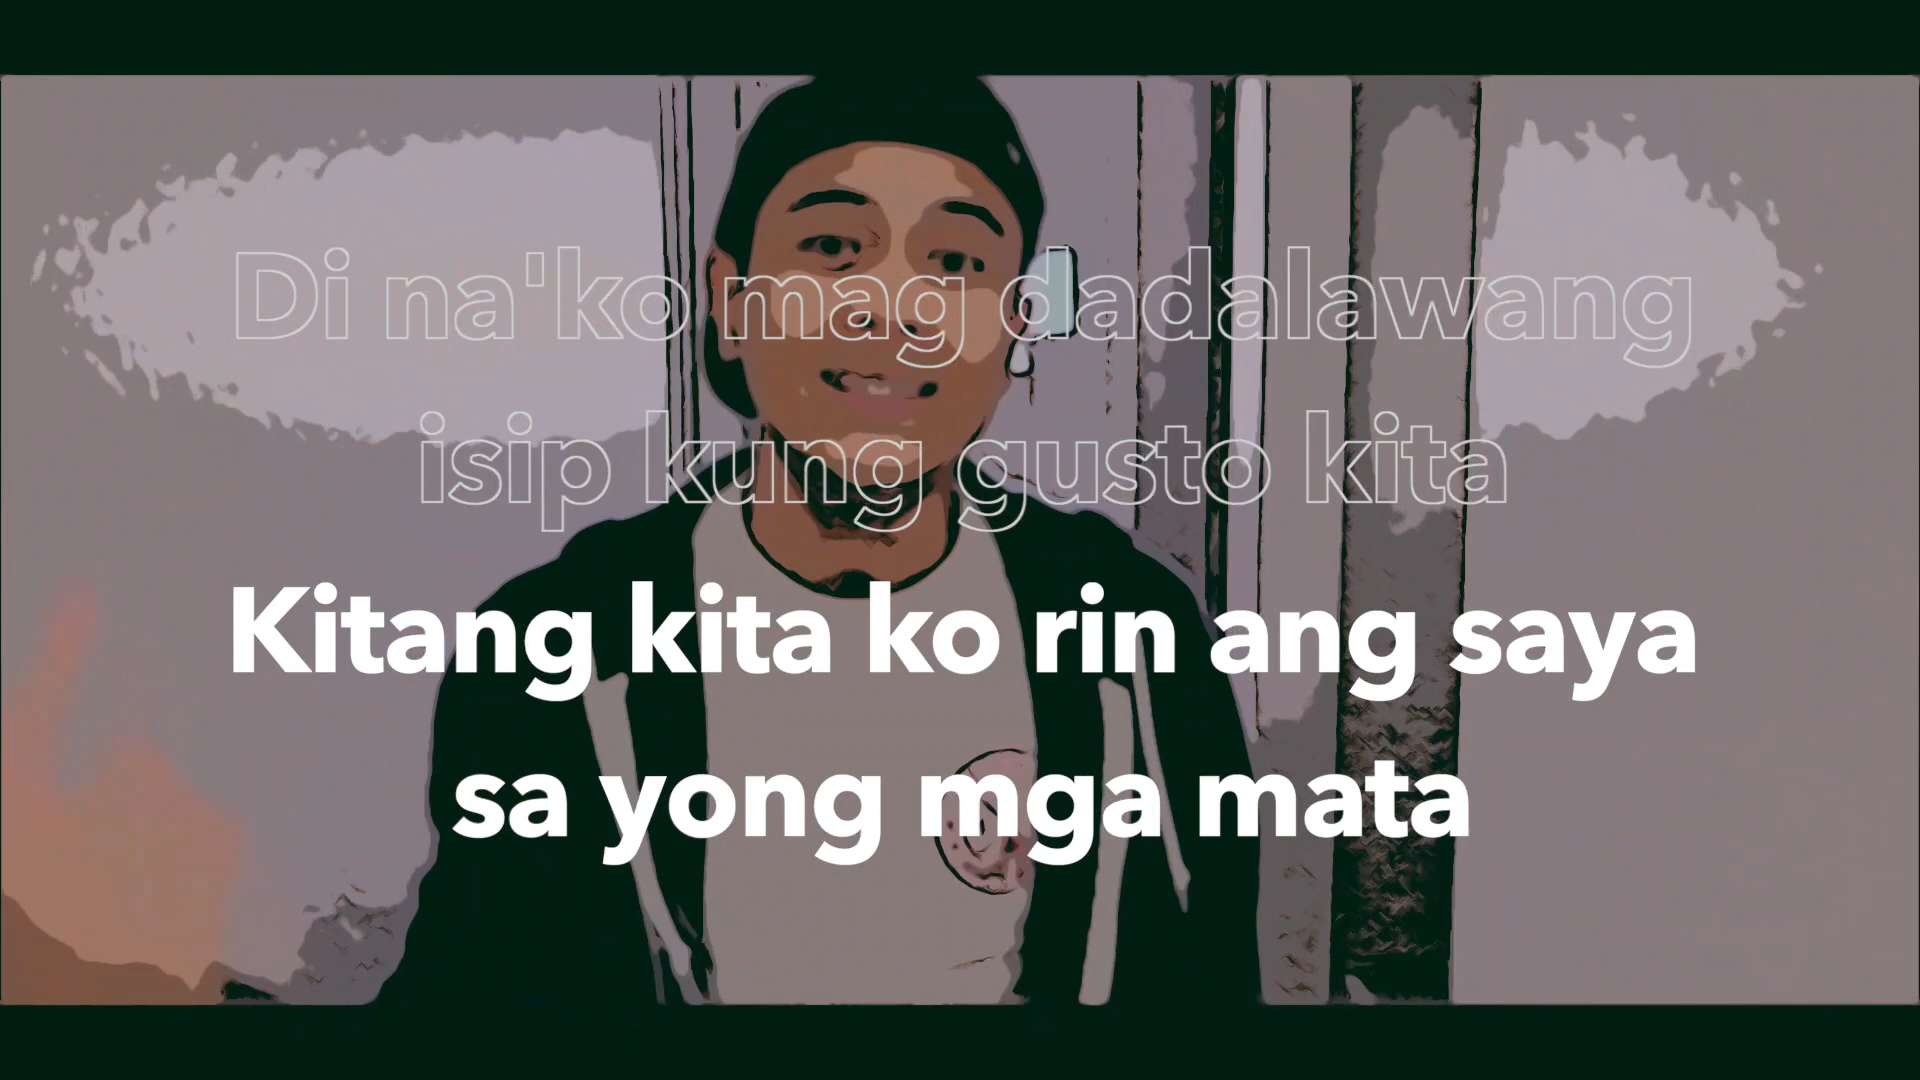 Di na'ko mag dadalawang
isip kung gusto kita
Kitang kita ko rin ang saya
sa yong mga mata